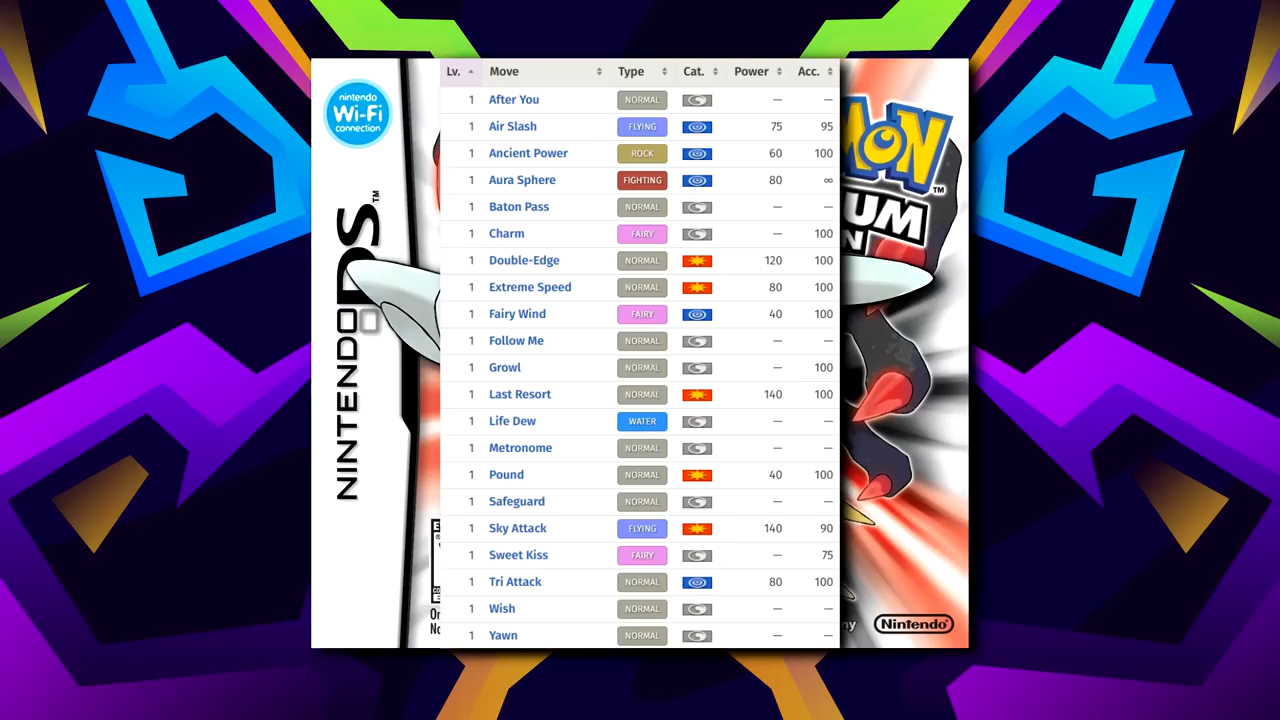 nintendo
Wi-Fi
connection
NINTENDO DS™
MON
™
UM
N
Lv. Move Type Cat. Power Acc.
1 After You NORMAL — —
1 Air Slash FLYING 75 95
1 Ancient Power ROCK 60 100
1 Aura Sphere FIGHTING 80 ∞
1 Baton Pass NORMAL — —
1 Charm FAIRY — 100
1 Double-Edge NORMAL 120 100
1 Extreme Speed NORMAL 80 100
1 Fairy Wind FAIRY 40 100
1 Follow Me NORMAL — —
1 Growl NORMAL — 100
1 Last Resort NORMAL 140 100
1 Life Dew WATER — —
1 Metronome NORMAL — —
1 Pound NORMAL 40 100
1 Safeguard NORMAL — —
1 Sky Attack FLYING 140 90
1 Sweet Kiss FAIRY — 75
1 Tri Attack NORMAL 80 100
1 Wish NORMAL — —
1 Yawn NORMAL — —
E
Or
No
ny
Nintendo